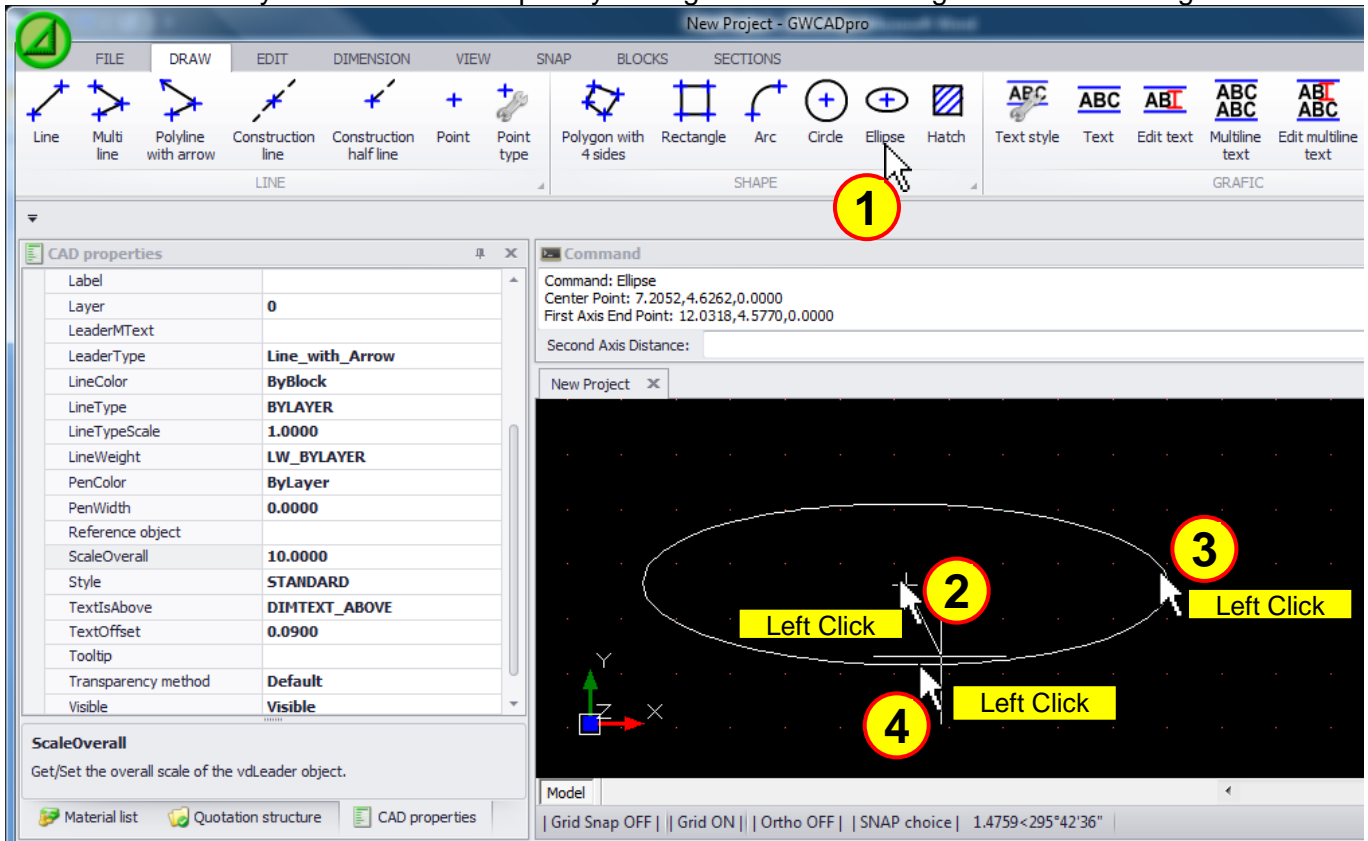 New Project - GWCADpro
FILE DRAW EDIT DIMENSION VIEW SNAP BLOCKS SECTIONS
Line Multi line Polyline with arrow Construction line Construction half line Point Point type Polygon with 4 sides Rectangle Arc Circle Ellipse Hatch Text style Text Edit text Multiline text Edit multiline text
ABC ABC ABI ABC ABC ABI ABC
LINE SHAPE GRAFIC
1
CAD properties
Label
Layer 0
LeaderMText
LeaderType Line_with_Arrow
LineColor ByBlock
LineType BYLAYER
LineTypeScale 1.0000
LineWeight LW_BYLAYER
PenColor ByLayer
PenWidth 0.0000
Reference object
ScaleOverall 10.0000
Style STANDARD
TextIsAbove DIMTEXT_ABOVE
TextOffset 0.0900
Tooltip
Transparency method Default
Visible Visible
ScaleOverall
Get/Set the overall scale of the vdLeader object.
Material list Quotation structure CAD properties
Command
Command: Ellipse
Center Point: 7.2052,4.6262,0.0000
First Axis End Point: 12.0318,4.5770,0.0000
Second Axis Distance:
New Project
3
2
Left Click
Left Click
Y
Z X
4
Left Click
Model
| Grid Snap OFF | | Grid ON | | Ortho OFF | | SNAP choice | 1.4759<295°42'36"